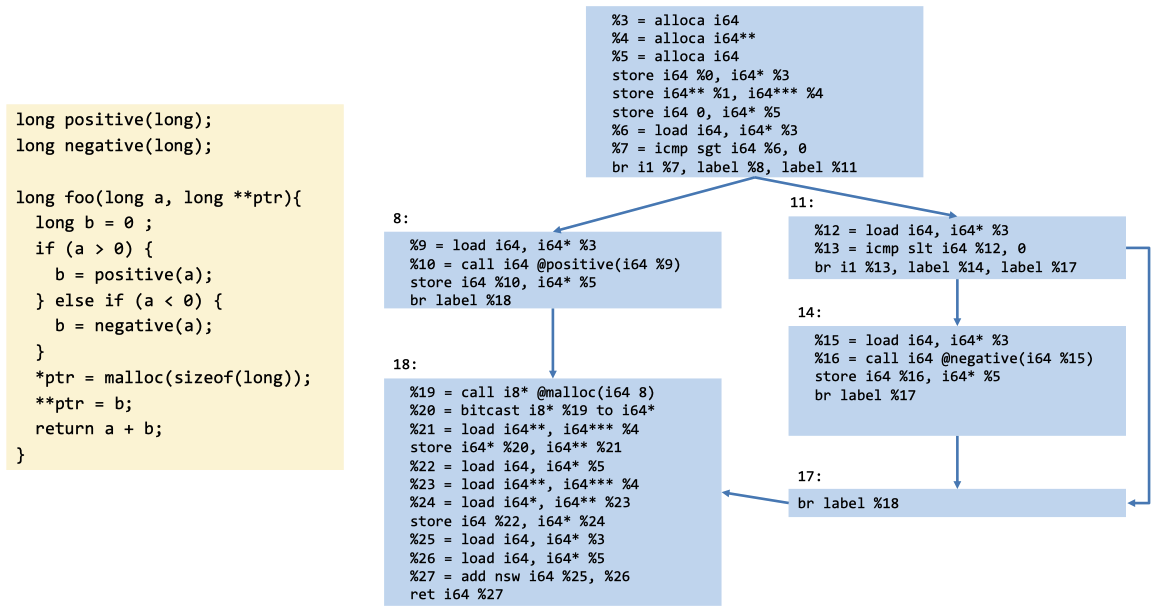 long positive(long);
long negative(long);
long foo(long a, long **ptr){
  long b = 0 ;
  if (a > 0) {
    b = positive(a);
  } else if (a < 0) {
    b = negative(a);
  }
  *ptr = malloc(sizeof(long));
  **ptr = b;
  return a + b;
}
%3 = alloca i64
%4 = alloca i64**
%5 = alloca i64
store i64 %0, i64* %3
store i64** %1, i64*** %4
store i64 0, i64* %5
%6 = load i64, i64* %3
%7 = icmp sgt i64 %6, 0
br i1 %7, label %8, label %11
8:
%9 = load i64, i64* %3
%10 = call i64 @positive(i64 %9)
store i64 %10, i64* %5
br label %18
11:
%12 = load i64, i64* %3
%13 = icmp slt i64 %12, 0
br i1 %13, label %14, label %17
14:
%15 = load i64, i64* %3
%16 = call i64 @negative(i64 %15)
store i64 %16, i64* %5
br label %17
17:
br label %18
18:
%19 = call i8* @malloc(i64 8)
%20 = bitcast i8* %19 to i64*
%21 = load i64**, i64*** %4
store i64* %20, i64** %21
%22 = load i64, i64* %5
%23 = load i64**, i64*** %4
%24 = load i64*, i64** %23
store i64 %22, i64* %24
%25 = load i64, i64* %3
%26 = load i64, i64* %5
%27 = add nsw i64 %25, %26
ret i64 %27